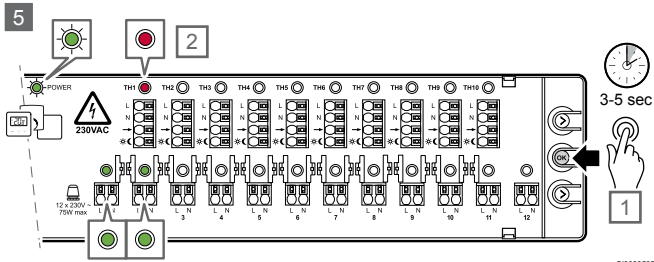 5
2
POWER
TH1 TH2 TH3 TH4 TH5 TH6 TH7 TH8 TH9 TH10
3-5 sec
L
N
230VAC
OK
1
12 x 230V ~
75W max
L N L N L N L N L N L N L N L N L N L N L N
3 4 5 6 7 8 9 10 11 12